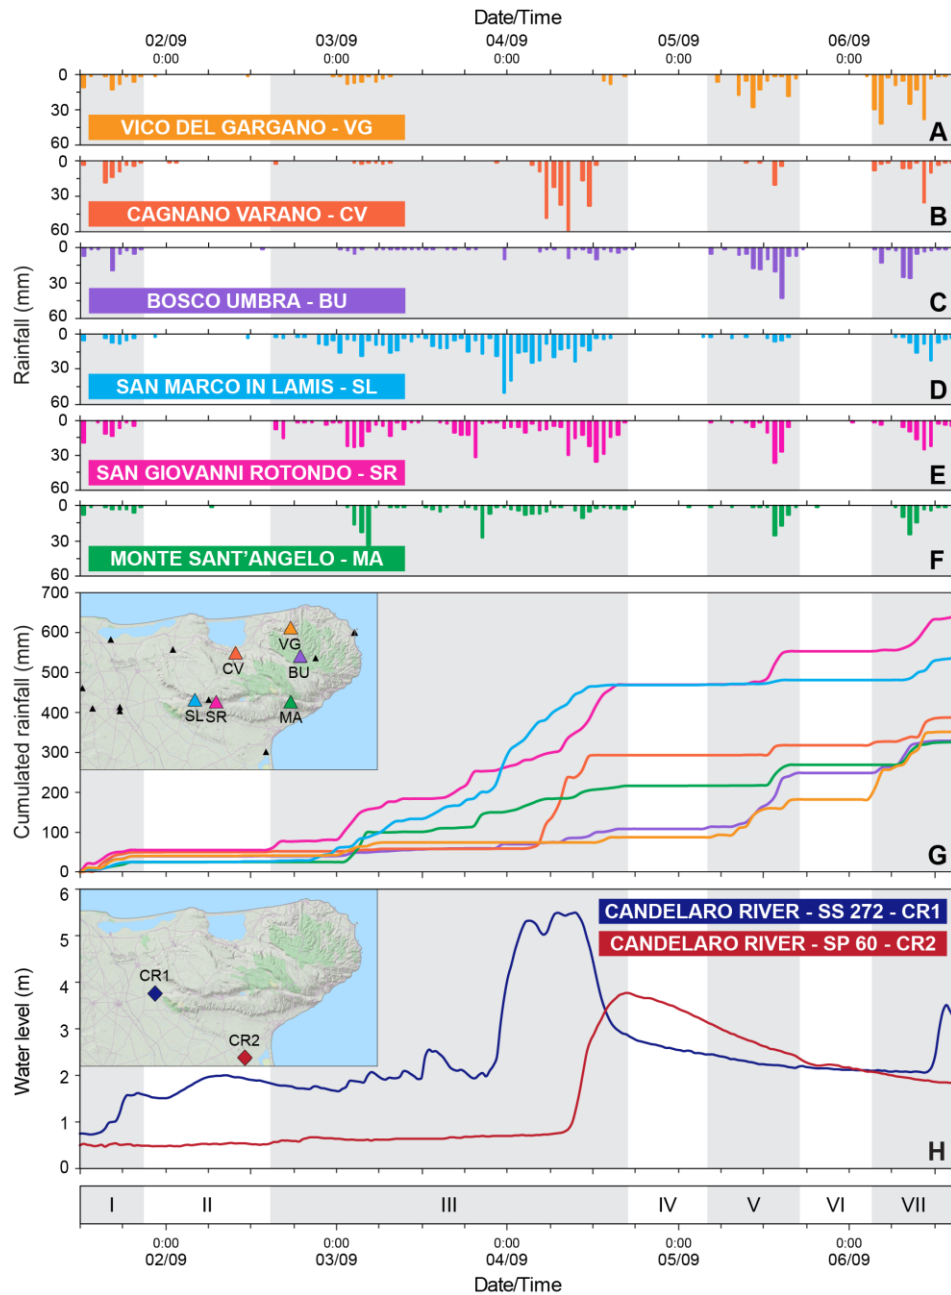 Date/Time
02/09 03/09 04/09 05/09 06/09
0:00 0:00 0:00 0:00 0:00
0
30
60
VICO DEL GARGANO - VG
A
0
30
60
CAGNANO VARANO - CV
B
0
30
60
BOSCO UMBRA - BU
C
0
30
60
SAN MARCO IN LAMIS - SL
D
0
30
60
SAN GIOVANNI ROTONDO - SR
E
0
30
60
MONTE SANT'ANGELO - MA
F
Rainfall (mm)
700
600
500
400
300
200
100
0
Cumulated rainfall (mm)
VG
CV
BU
SL
SR
MA
G
6
5
4
3
2
1
0
Water level (m)
CANDELARO RIVER - SS 272 - CR1
CANDELARO RIVER - SP 60 - CR2
CR1
CR2
H
I II III IV V VI VII
0:00 0:00 0:00 0:00 0:00
02/09 03/09 04/09 05/09 06/09
Date/Time